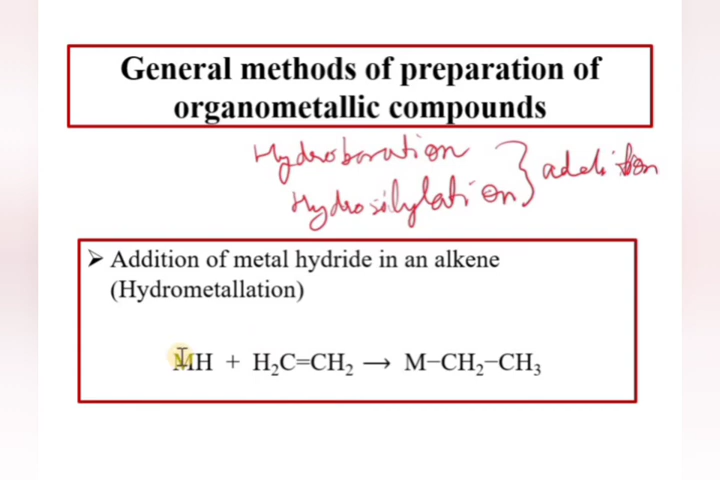 General methods of preparation of
organometallic compounds
Hydroboration
Hydrosilylation } addition
➤ Addition of metal hydride in an alkene
(Hydrometallation)
MH + H₂C=CH₂ → M−CH₂−CH₃